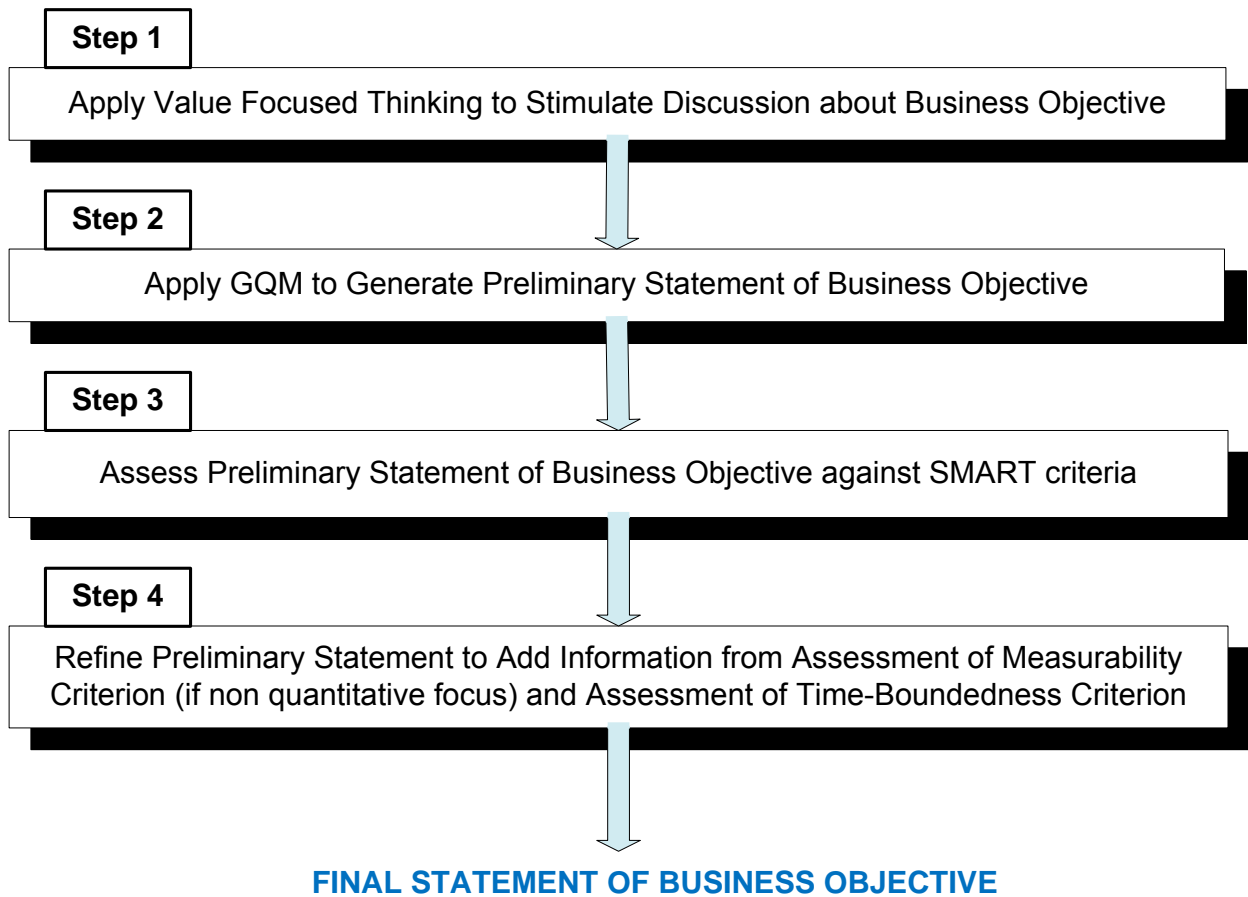 Step 1
Apply Value Focused Thinking to Stimulate Discussion about Business Objective
Step 2
Apply GQM to Generate Preliminary Statement of Business Objective
Step 3
Assess Preliminary Statement of Business Objective against SMART criteria
Step 4
Refine Preliminary Statement to Add Information from Assessment of Measurability
Criterion (if non quantitative focus) and Assessment of Time-Boundedness Criterion
FINAL STATEMENT OF BUSINESS OBJECTIVE